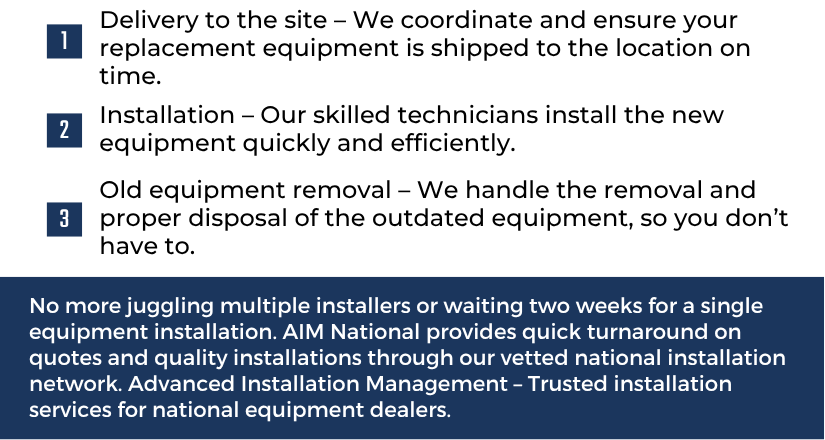 Delivery to the site – We coordinate and ensure your
1
replacement equipment is shipped to the location on
time.
Installation – Our skilled technicians install the new
2
equipment quickly and efficiently.
Old equipment removal – We handle the removal and
3
proper disposal of the outdated equipment, so you don’t
have to.
No more juggling multiple installers or waiting two weeks for a single
equipment installation. AIM National provides quick turnaround on
quotes and quality installations through our vetted national installation
network. Advanced Installation Management – Trusted installation
services for national equipment dealers.